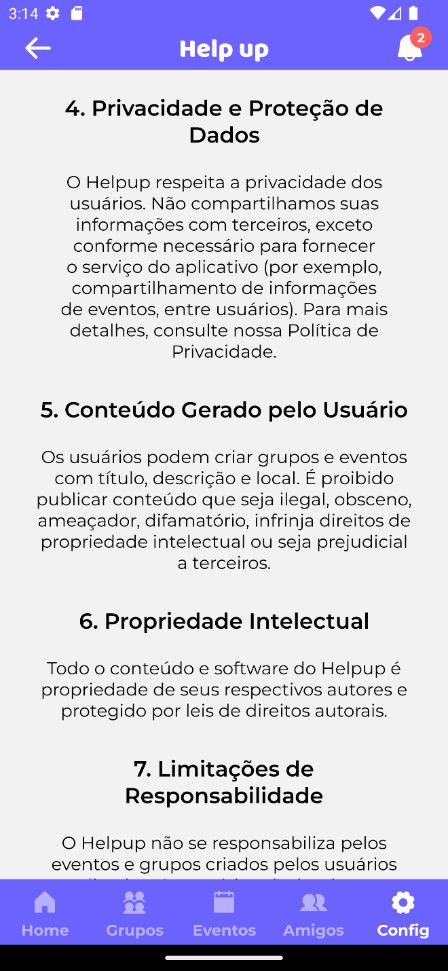 3:14
Help up
2
4. Privacidade e Proteção de
Dados
O Helpup respeita a privacidade dos
usuários. Não compartilhamos suas
informações com terceiros, exceto
conforme necessário para fornecer
o serviço do aplicativo (por exemplo,
compartilhamento de informações
de eventos, entre usuários). Para mais
detalhes, consulte nossa Política de
Privacidade.
5. Conteúdo Gerado pelo Usuário
Os usuários podem criar grupos e eventos
com título, descrição e local. É proibido
publicar conteúdo que seja ilegal, obsceno,
ameaçador, difamatório, infrinja direitos de
propriedade intelectual ou seja prejudicial
a terceiros.
6. Propriedade Intelectual
Todo o conteúdo e software do Helpup é
propriedade de seus respectivos autores e
protegido por leis de direitos autorais.
7. Limitações de
Responsabilidade
O Helpup não se responsabiliza pelos
eventos e grupos criados pelos usuários
Home Grupos Eventos Amigos Config